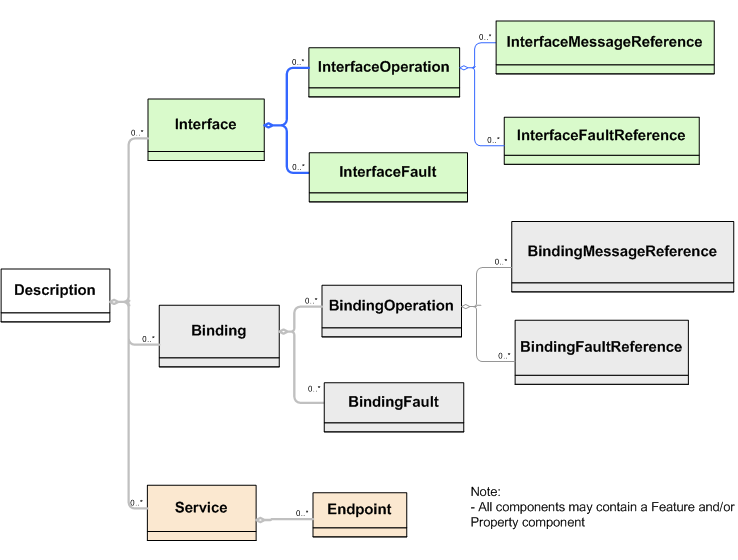 0..*
InterfaceMessageReference
0..*
InterfaceOperation
0..*
Interface
0..*
InterfaceFaultReference
0..*
InterfaceFault
0..*
BindingMessageReference
0..*
Description
BindingOperation
0..*
Binding
0..*
BindingFaultReference
0..*
BindingFault
0..*
Service
0..*
Endpoint
0..*
Note:
- All components may contain a Feature and/or
Property component